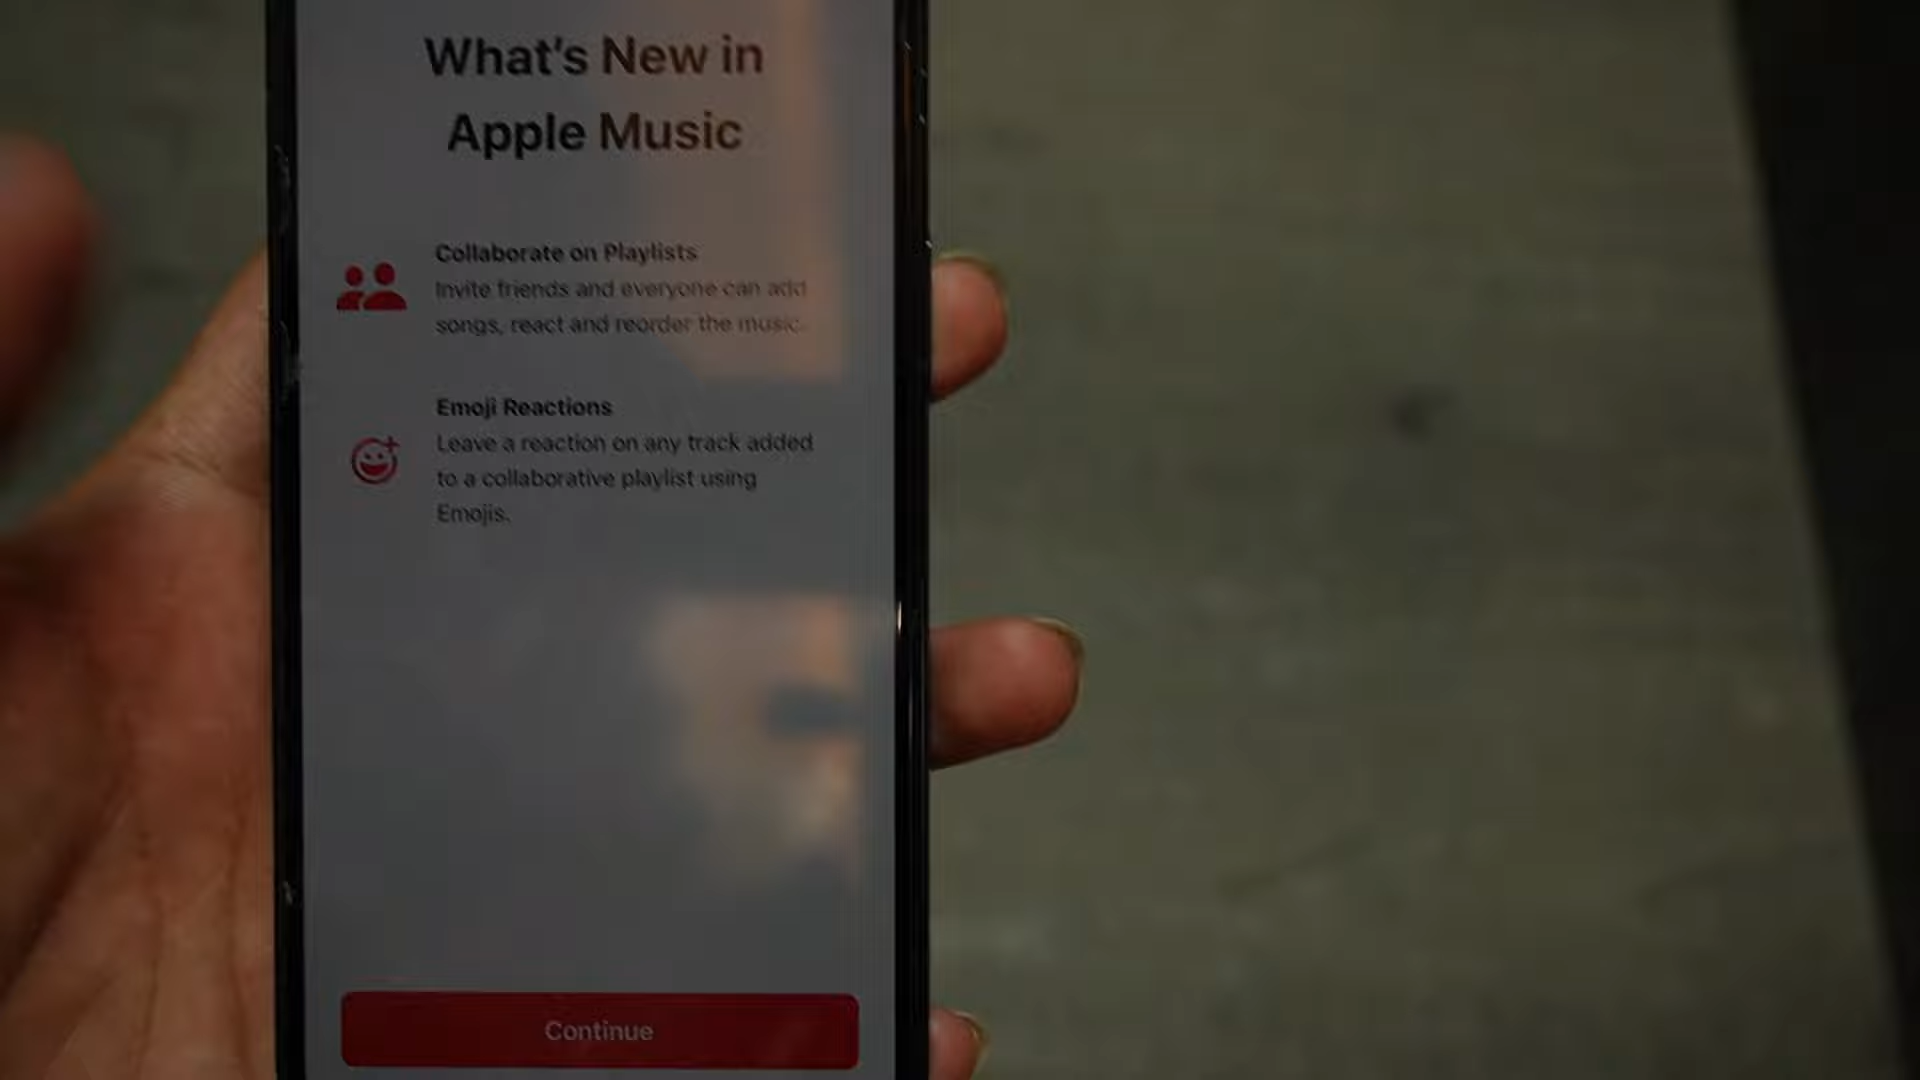 What's New in
Apple Music
Collaborate on Playlists
Invite friends and everyone can add
songs, react and reorder the music.
Emoji Reactions
Leave a reaction on any track added
to a collaborative playlist using
Emojis.
Continue